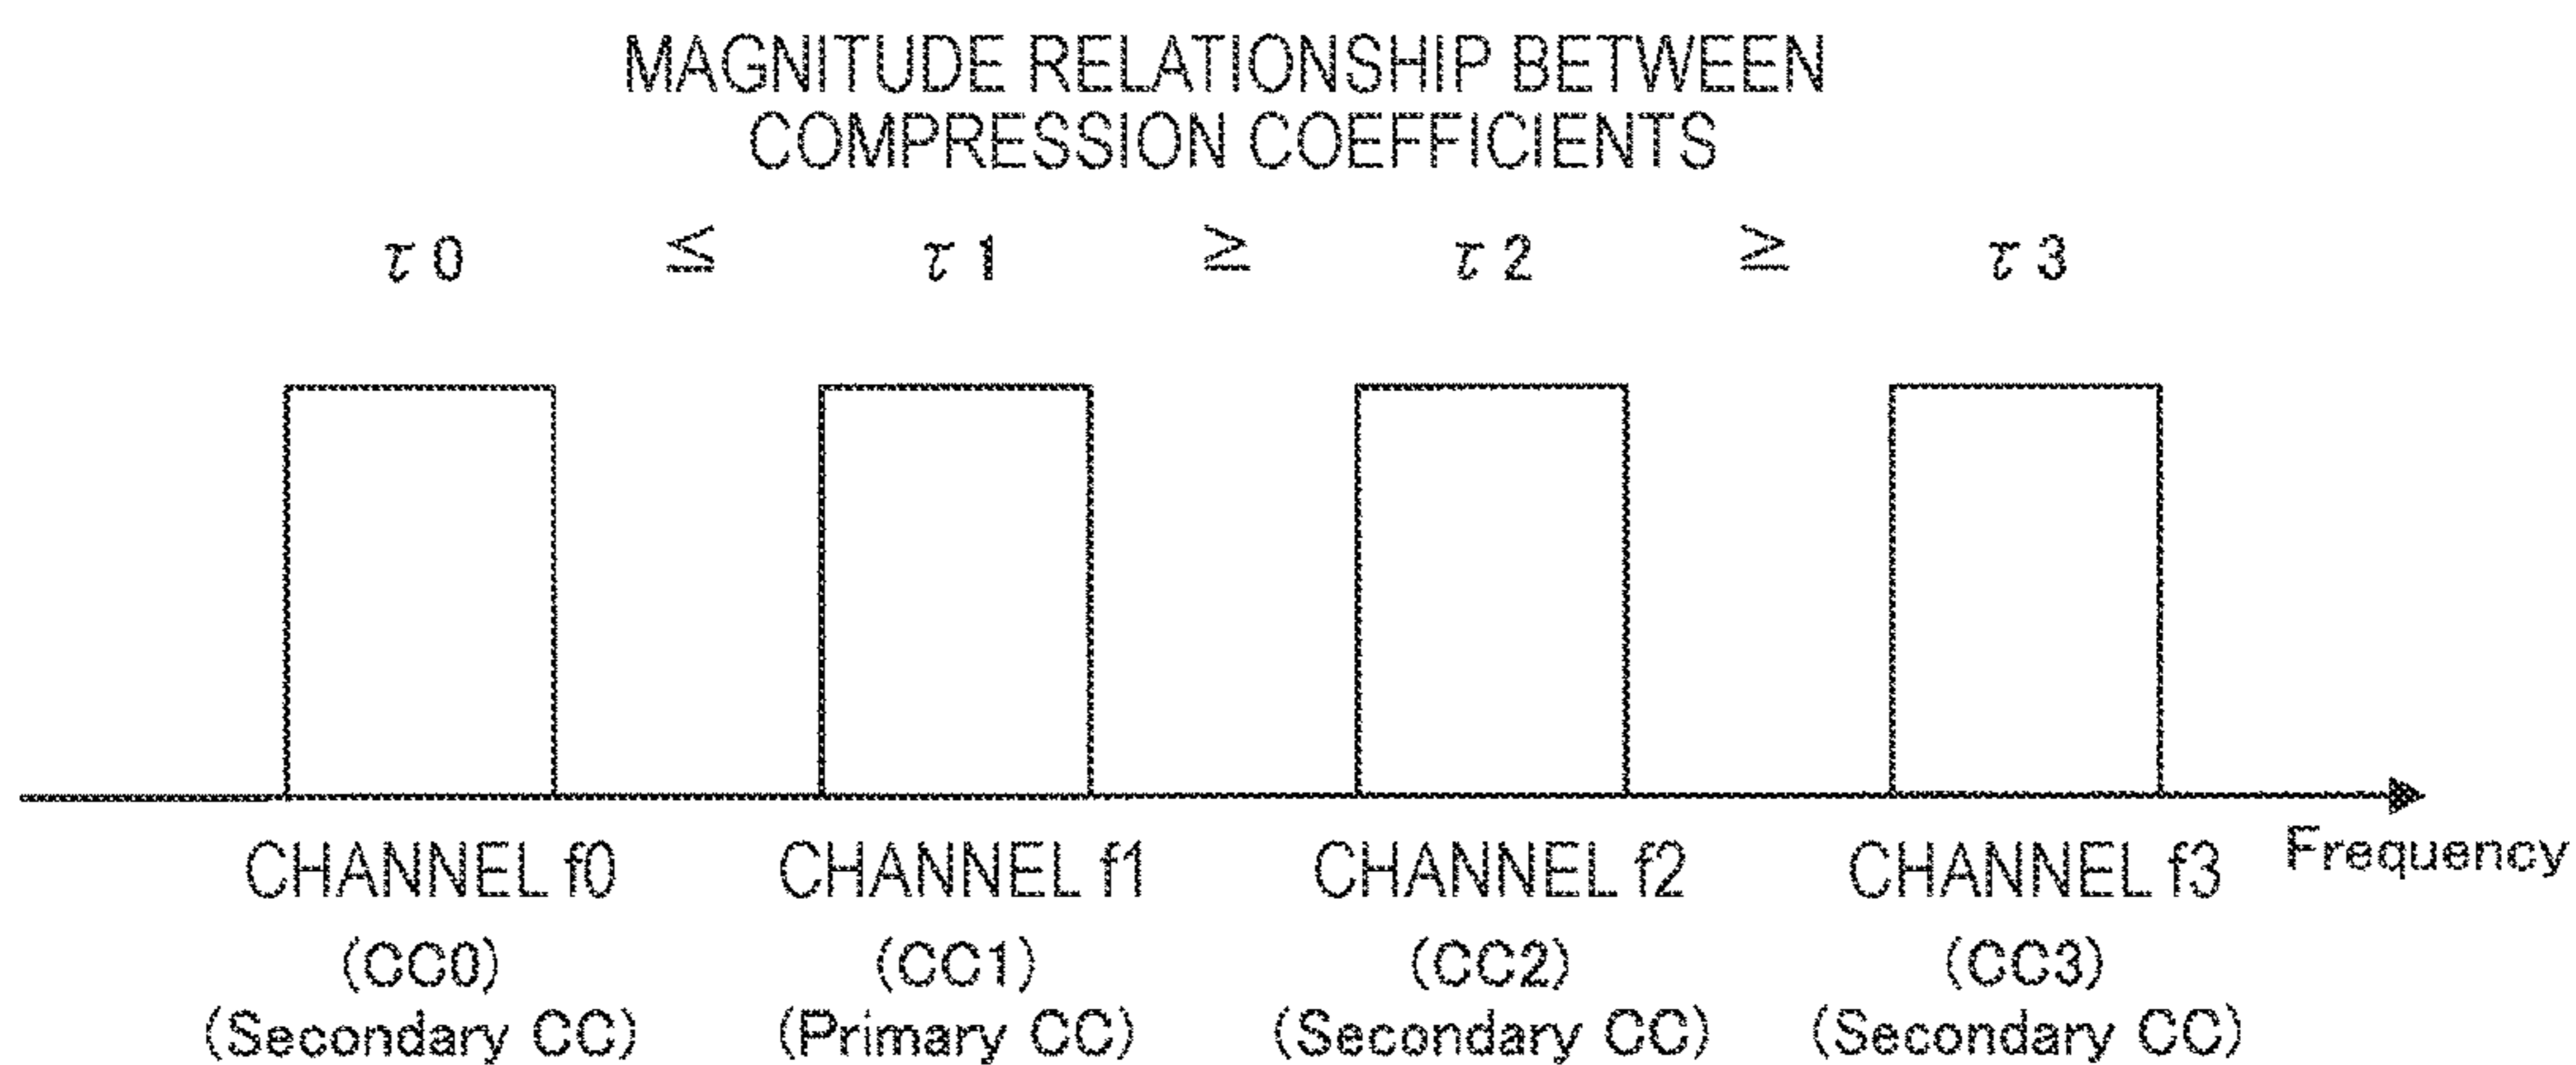 MAGNITUDE RELATIONSHIP BETWEEN
COMPRESSION COEFFICIENTS
τ0 ≤ τ1 ≥ τ2 ≥ τ3
CHANNEL f0 CHANNEL f1 CHANNEL f2 CHANNEL f3 Frequency
(CC0) (CC1) (CC2) (CC3)
(Secondary CC) (Primary CC) (Secondary CC) (Secondary CC)